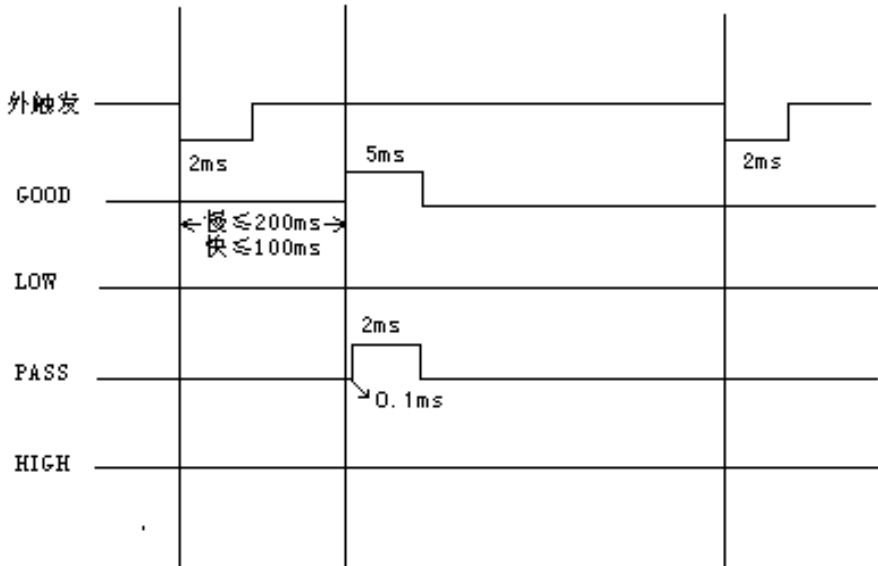 外触发
2ms
2ms
5ms
GOOD
慢≤200ms
快≤100ms
LOW
2ms
PASS
0.1ms
HIGH